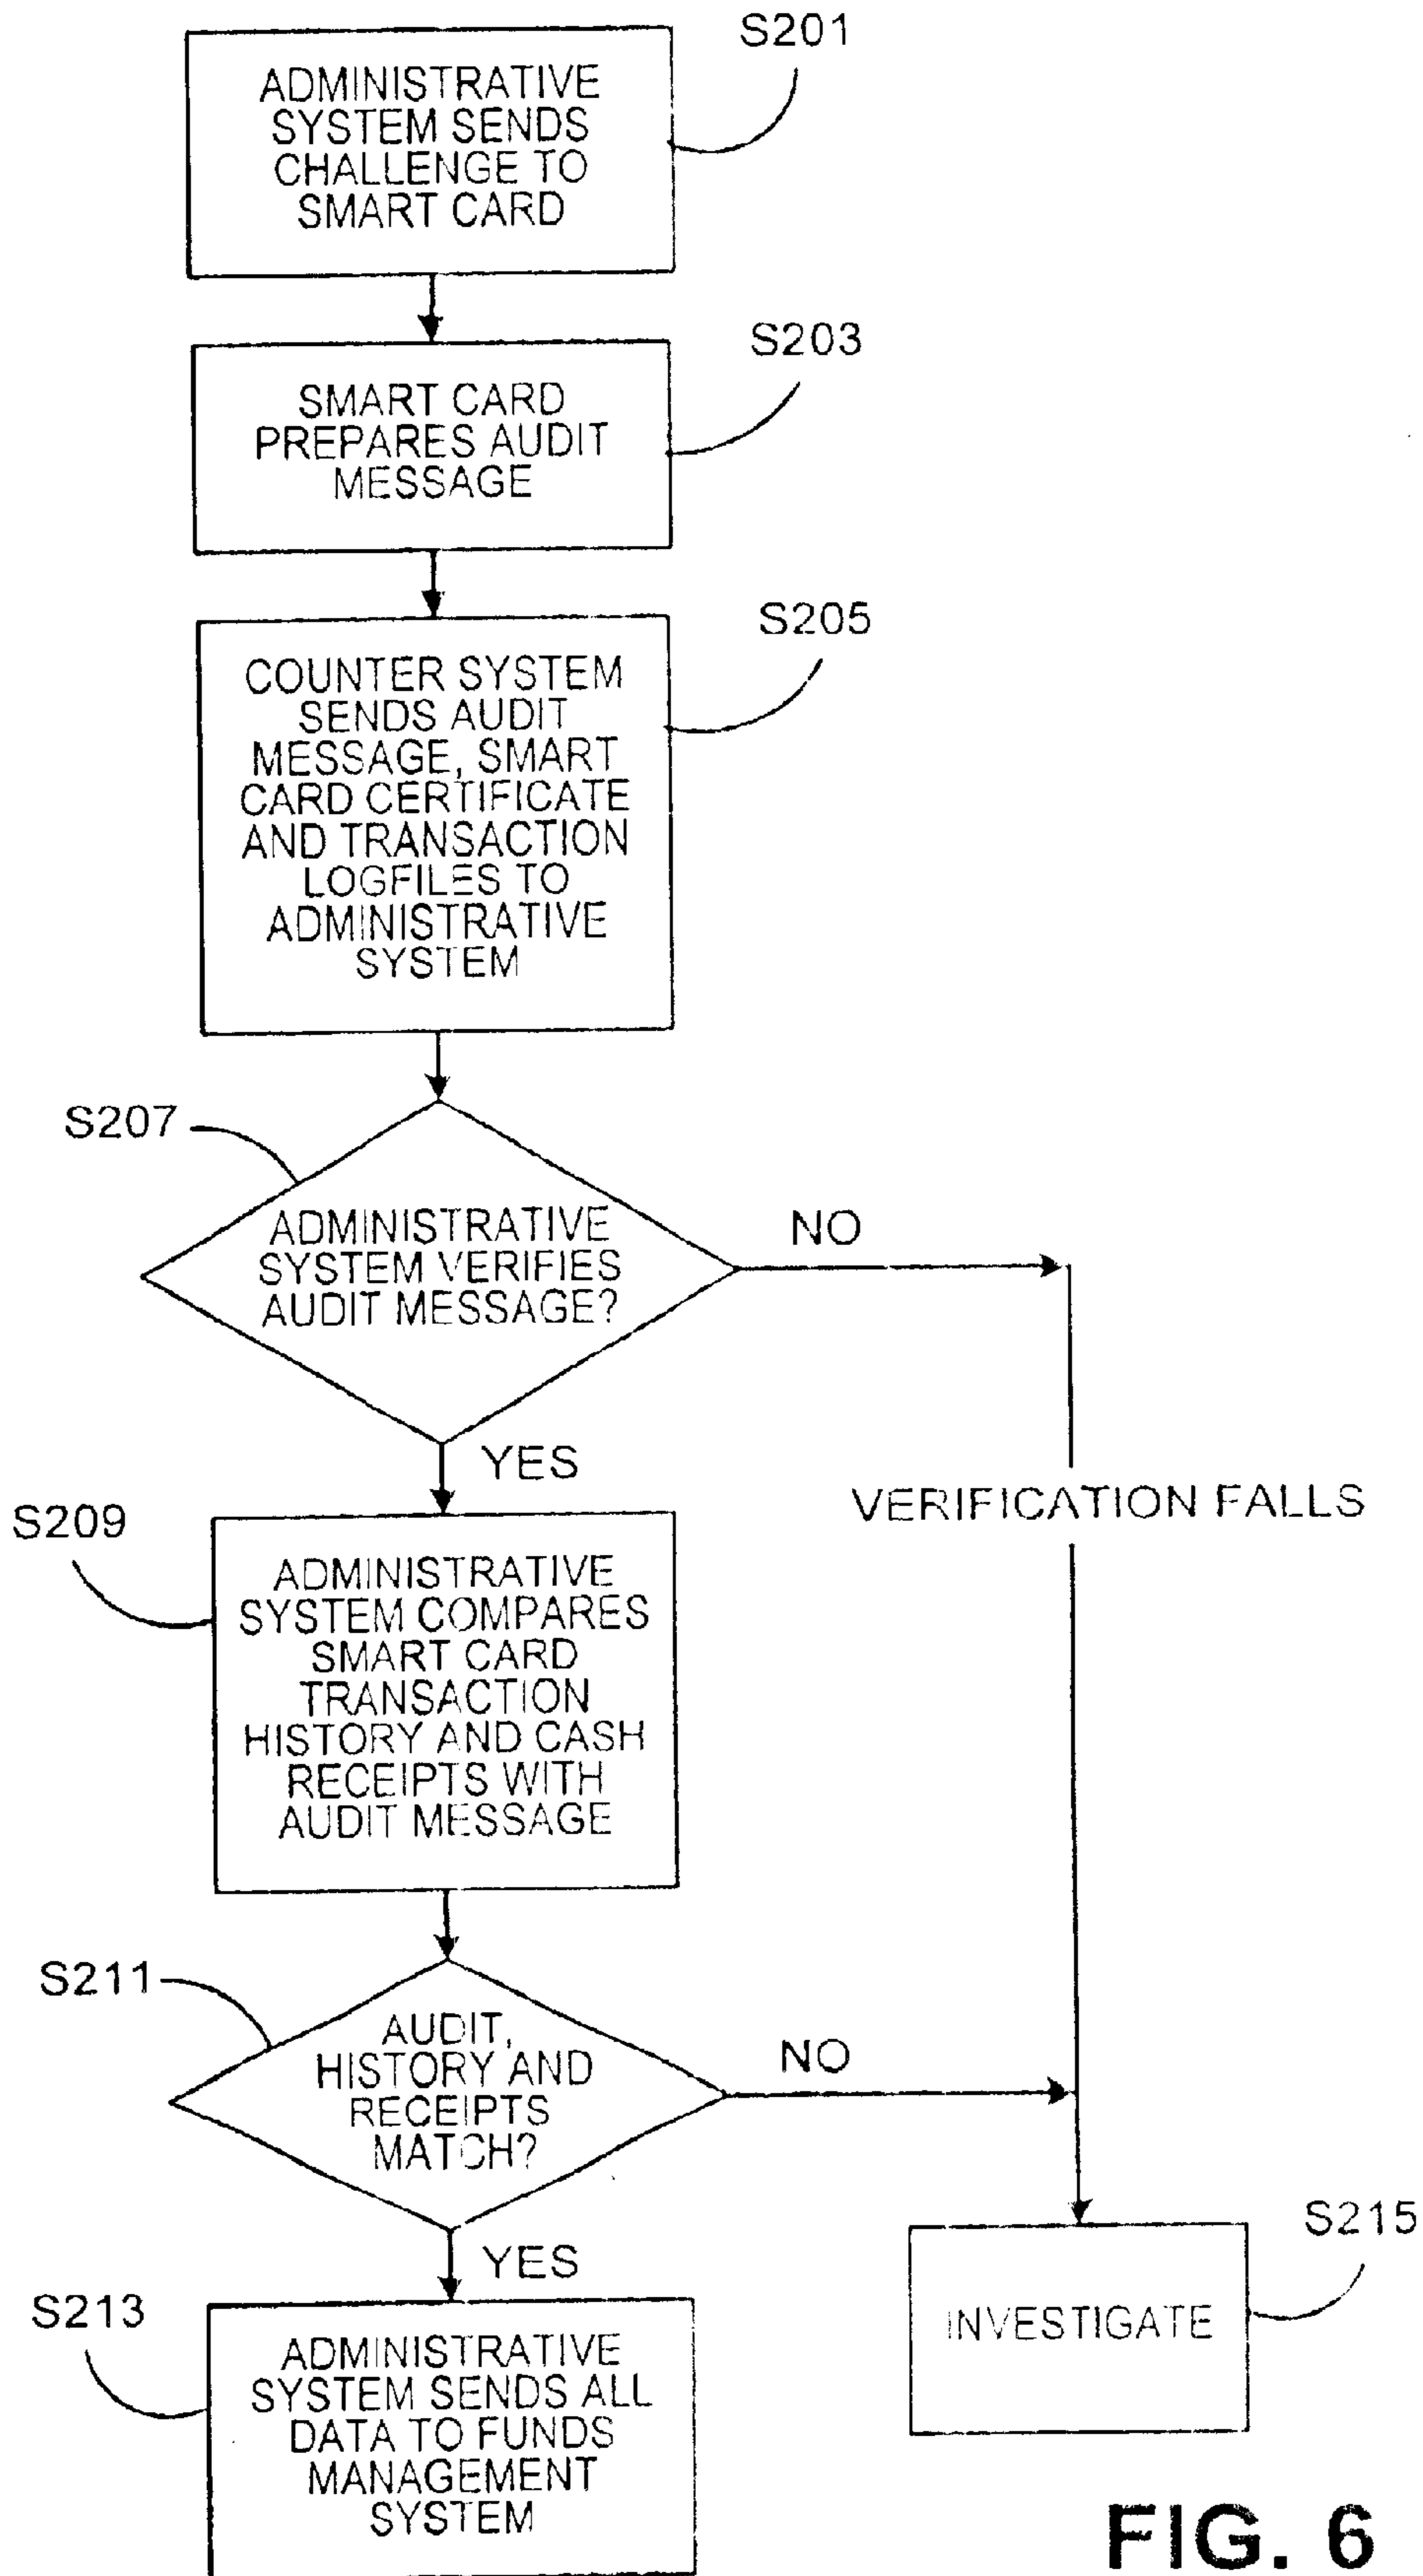 S201
ADMINISTRATIVE
SYSTEM SENDS
CHALLENGE TO
SMART CARD
S203
SMART CARD
PREPARES AUDIT
MESSAGE
S205
COUNTER SYSTEM
SENDS AUDIT
MESSAGE, SMART
CARD CERTIFICATE
AND TRANSACTION
LOGFILES TO
ADMINISTRATIVE
SYSTEM
S207
ADMINISTRATIVE
SYSTEM VERIFIES
AUDIT MESSAGE?
NO
YES
VERIFICATION FALLS
S209
ADMINISTRATIVE
SYSTEM COMPARES
SMART CARD
TRANSACTION
HISTORY AND CASH
RECEIPTS WITH
AUDIT MESSAGE
S211
AUDIT,
HISTORY AND
RECEIPTS
MATCH?
NO
YES
S213
ADMINISTRATIVE
SYSTEM SENDS ALL
DATA TO FUNDS
MANAGEMENT
SYSTEM
S215
INVESTIGATE
FIG. 6